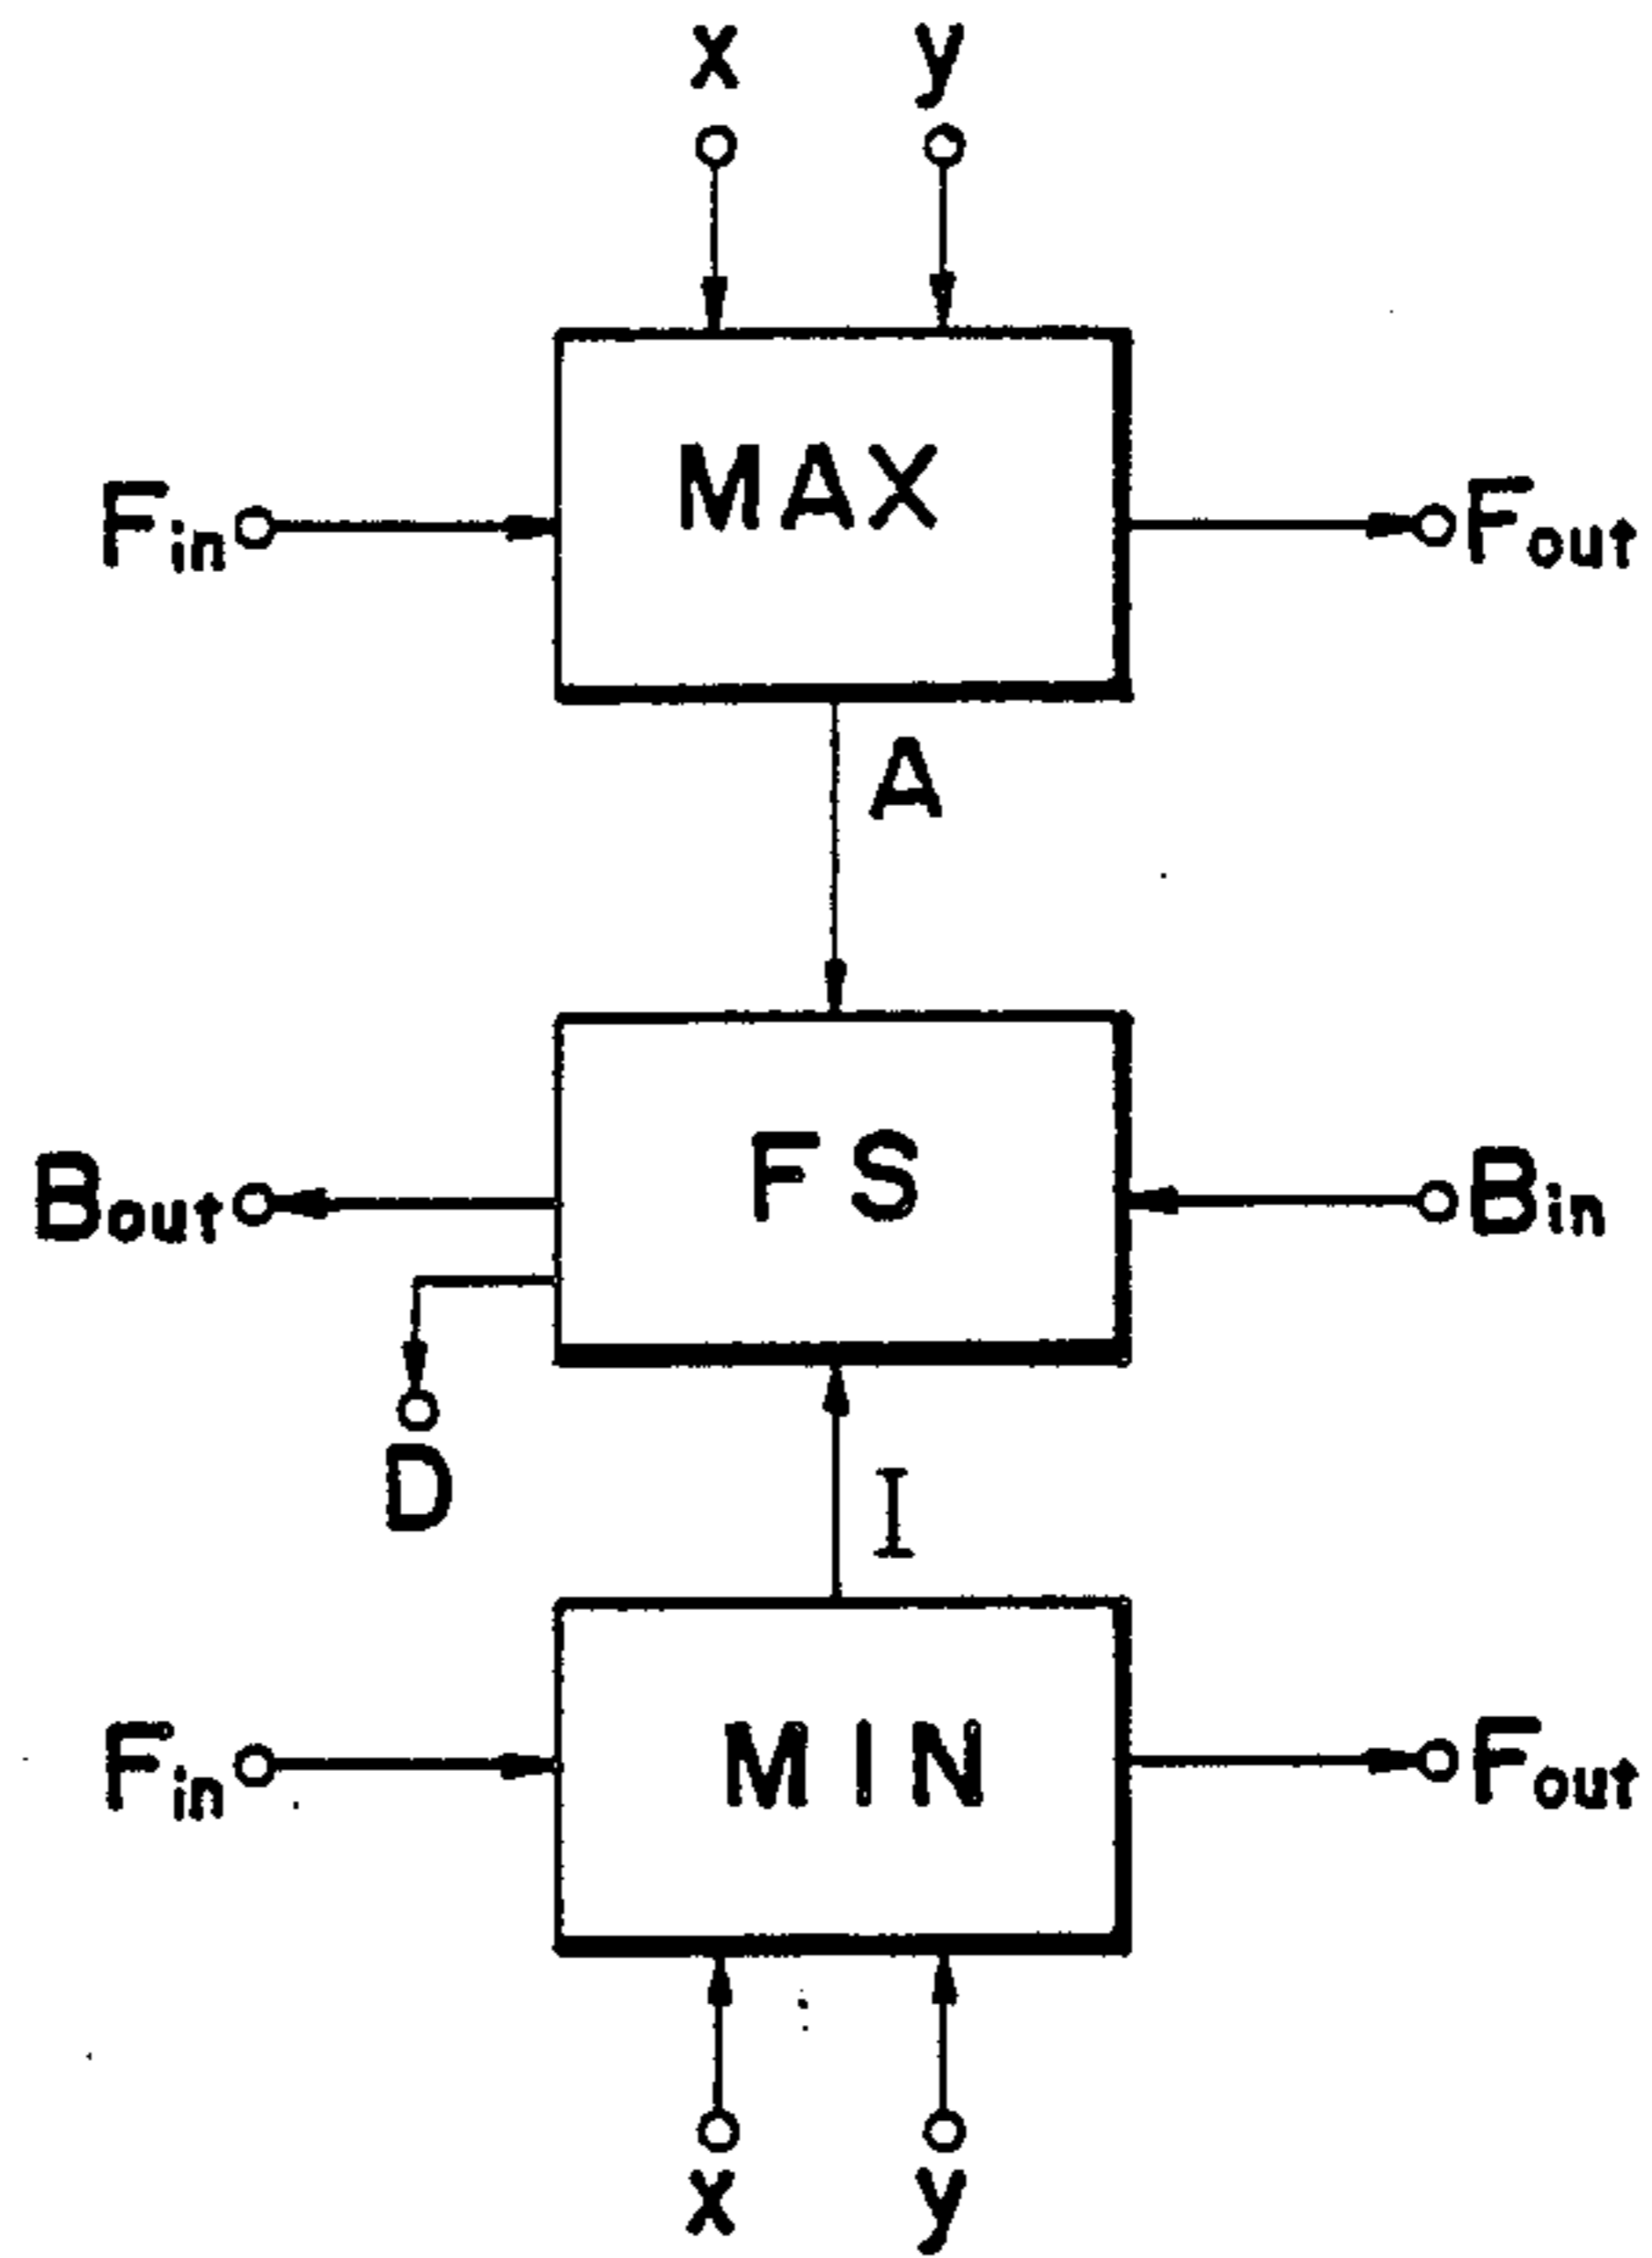 x y
MAX
Fin Fout
A
FS
Bout Bin
D
I
MIN
Fin Fout
x y